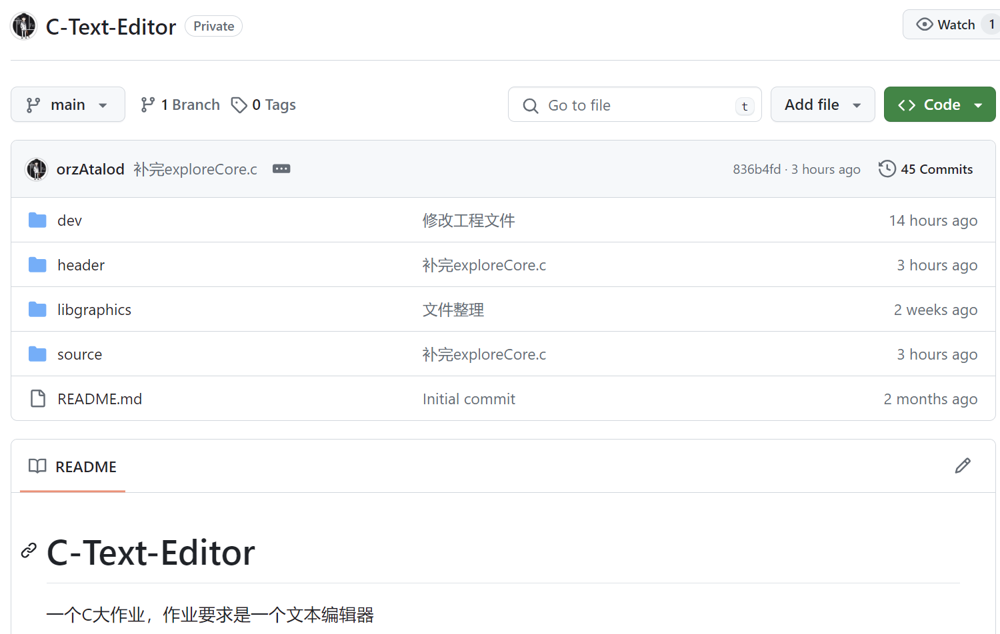 C-Text-Editor Private Watch 1
main 1 Branch 0 Tags Go to file t Add file Code
orzAtalod 补完exploreCore.c 836b4fd · 3 hours ago 45 Commits
dev 修改工程文件 14 hours ago
header 补完exploreCore.c 3 hours ago
libgraphics 文件整理 2 weeks ago
source 补完exploreCore.c 3 hours ago
README.md Initial commit 2 months ago
README
C-Text-Editor
一个C大作业，作业要求是一个文本编辑器